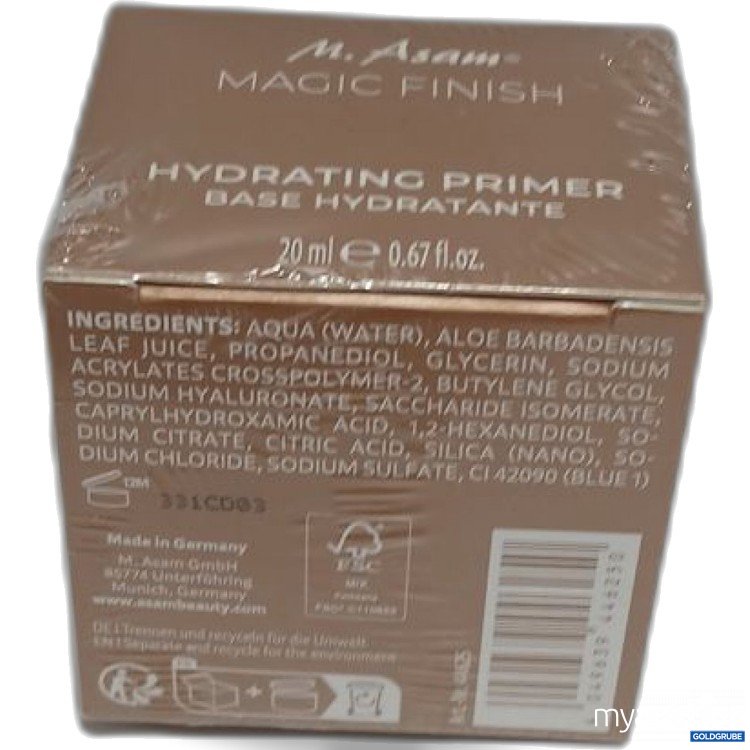 M. Asam®
MAGIC FINISH
HYDRATING PRIMER
BASE HYDRATANTE
20 ml ℮ 0.67 fl.oz.
INGREDIENTS: AQUA (WATER), ALOE BARBADENSIS
LEAF JUICE, PROPANEDIOL, GLYCERIN, SODIUM
ACRYLATES CROSSPOLYMER-2, BUTYLENE GLYCOL,
SODIUM HYALURONATE, SACCHARIDE ISOMERATE,
CAPRYLHYDROXAMIC ACID, 1,2-HEXANEDIOL, SO-
DIUM CITRATE, CITRIC ACID, SILICA (NANO), SO-
DIUM CHLORIDE, SODIUM SULFATE, CI 42090 (BLUE 1)
12M
331CD03
Made in Germany
M. Asam GmbH
85774 Unterföhring
Munich, Germany
www.asambeauty.com
FSC
MIX
DE | Trennen und recyceln für die Umwelt.
EN | Separate and recycle for the environment.
my
GOLDGRUBE